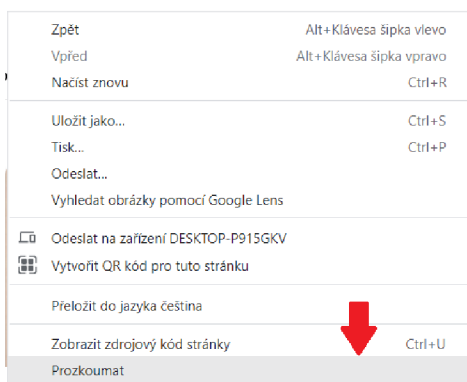 Zpět Alt+Klávesa šipka vlevo
Vpřed Alt+Klávesa šipka vpravo
Načíst znovu Ctrl+R
Uložit jako... Ctrl+S
Tisk... Ctrl+P
Odeslat...
Vyhledat obrázky pomocí Google Lens
Odeslat na zařízení DESKTOP-P915GKV
Vytvořit QR kód pro tuto stránku
Přeložit do jazyka čeština
Zobrazit zdrojový kód stránky Ctrl+U
Prozkoumat